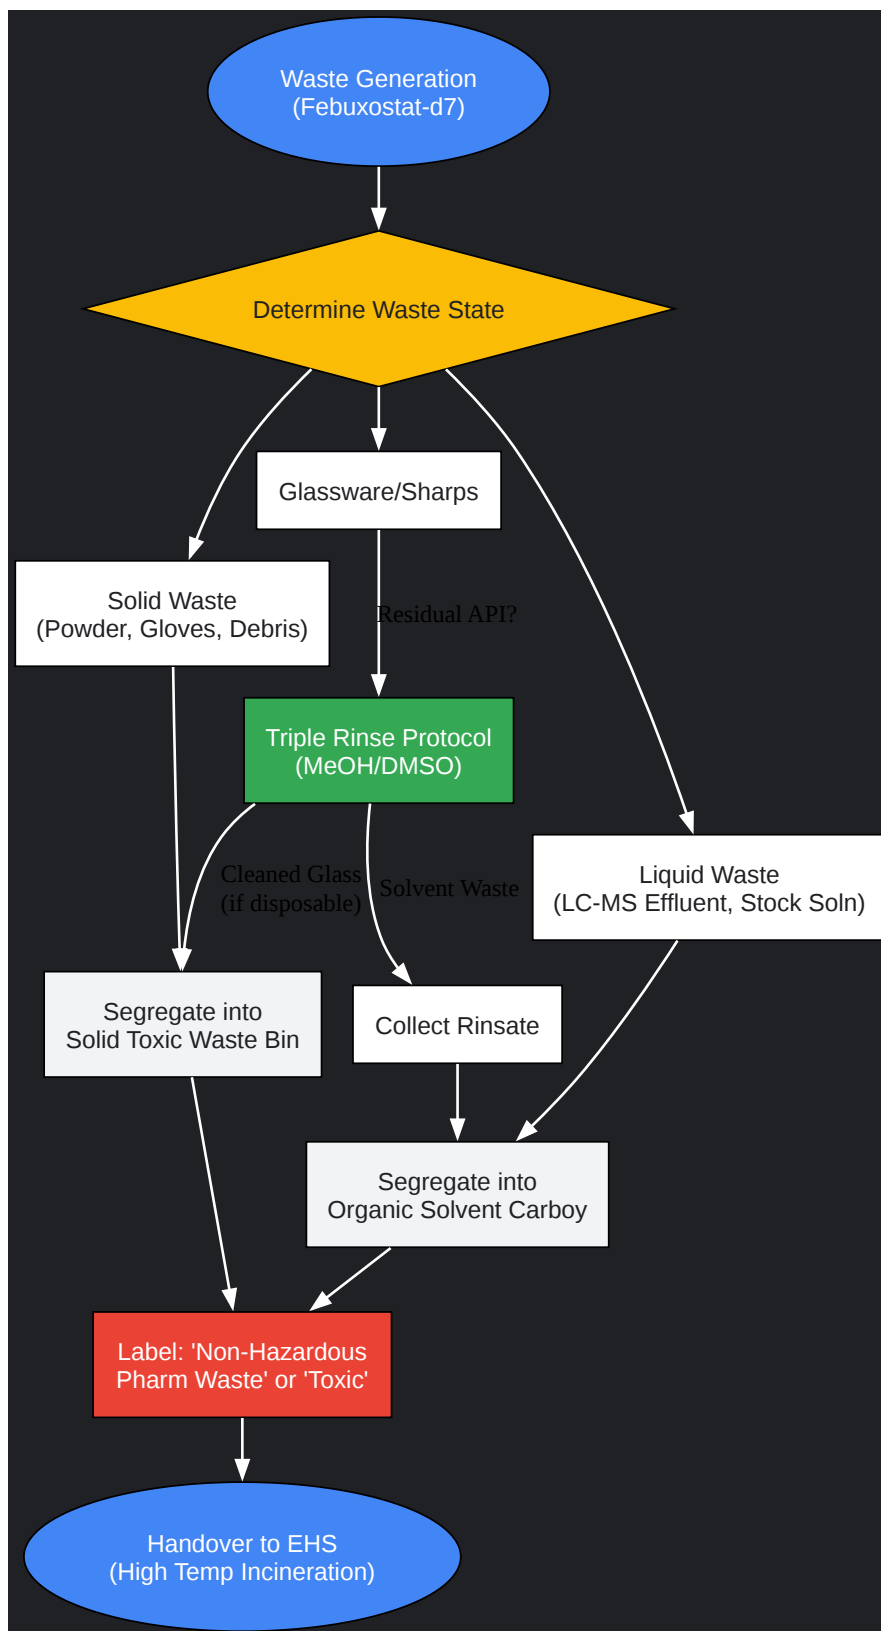 Waste Generation
(Febuxostat-d7)
Determine Waste State
Glassware/Sharps
Solid Waste
(Powder, Gloves, Debris)
Residual API?
Triple Rinse Protocol
(MeOH/DMSO)
Cleaned Glass
(if disposable)
Solvent Waste
Liquid Waste
(LC-MS Effluent, Stock Soln)
Segregate into
Solid Toxic Waste Bin
Collect Rinsate
Segregate into
Organic Solvent Carboy
Label: 'Non-Hazardous
Pharm Waste' or 'Toxic'
Handover to EHS
(High Temp Incineration)